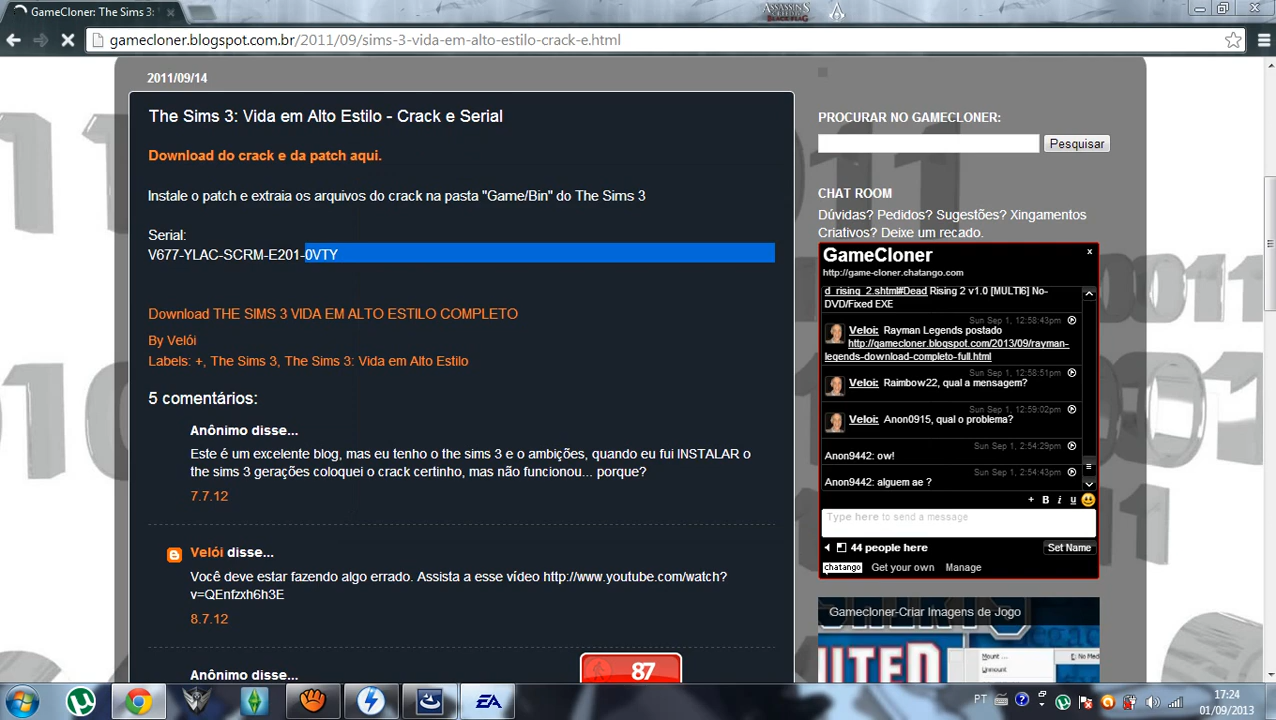 GameCloner: The Sims 3:
ASSASSINS
gamecloner.blogspot.com.br/2011/09/sims-3-vida-em-alto-estilo-crack-e.html
2011/09/14
The Sims 3: Vida em Alto Estilo - Crack e Serial
Download do crack e da patch aqui.
Instale o patch e extraia os arquivos do crack na pasta "Game/Bin" do The Sims 3
Serial:
V677-YLAC-SCRM-E201-0VTY
Download THE SIMS 3 VIDA EM ALTO ESTILO COMPLETO
By Velói
Labels: +, The Sims 3, The Sims 3: Vida em Alto Estilo
5 comentários:
Anônimo disse...
Este é um excelente blog, mas eu tenho o the sims 3 e o ambições, quando eu fui INSTALAR o
the sims 3 gerações coloquei o crack certinho, mas não funcionou... porque?
7.7.12
Velói disse...
Você deve estar fazendo algo errado. Assista a esse vídeo http://www.youtube.com/watch?
v=QEnfzxh6h3E
8.7.12
Anônimo disse...
87
PROCURAR NO GAMECLONER:
Pesquisar
CHAT ROOM
Dúvidas? Pedidos? Sugestões? Xingamentos
Criativos? Deixe um recado.
GameCloner x
http://game-cloner.chatango.com
d_rising_2.shtml#Dead Rising 2 v1.0 [MULTI6] No-
DVD/Fixed EXE
Sun Sep 1, 12:58:43pm
Veloi: Rayman Legends postado
http://gamecloner.blogspot.com/2013/09/rayman-
legends-download-completo-full.html
Sun Sep 1, 12:58:51pm
Veloi: Raimbow22, qual a mensagem?
Sun Sep 1, 12:59:02pm
Veloi: Anon0915, qual o problema?
Sun Sep 1, 2:54:29pm
Anon9442: ow!
Sun Sep 1, 2:54:43pm
Anon9442: alguem ae ?
+ B i u
Type here to send a message
44 people here Set Name
chatango Get your own Manage
Gamecloner-Criar Imagens de Jogo
Mount ...
Unmount
No Med
EA
PT
17:24
01/09/2013